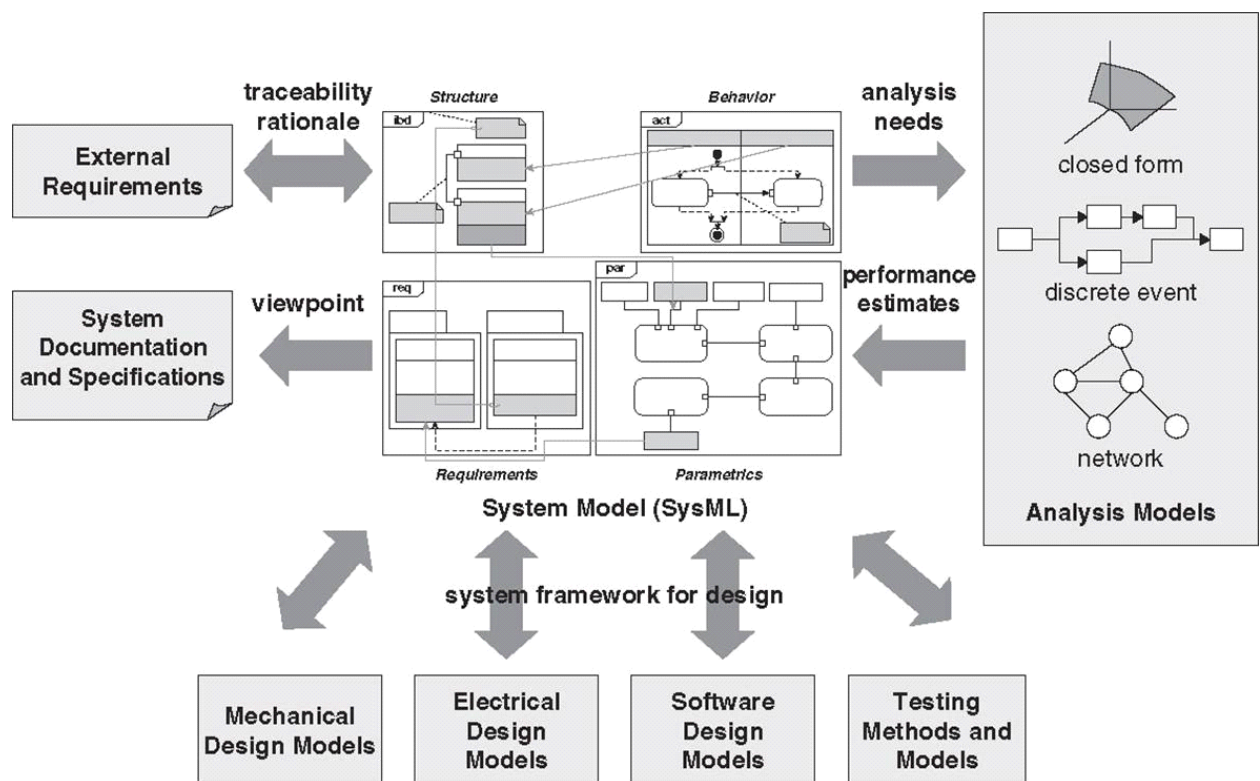 traceability
rationale
Structure
Behavior
analysis
needs
External
Requirements
ibd
act
closed form
System
Documentation
and Specifications
viewpoint
req
par
performance
estimates
discrete event
network
Requirements
Parametrics
System Model (SysML)
Analysis Models
system framework for design
Mechanical
Design Models
Electrical
Design
Models
Software
Design
Models
Testing
Methods and
Models